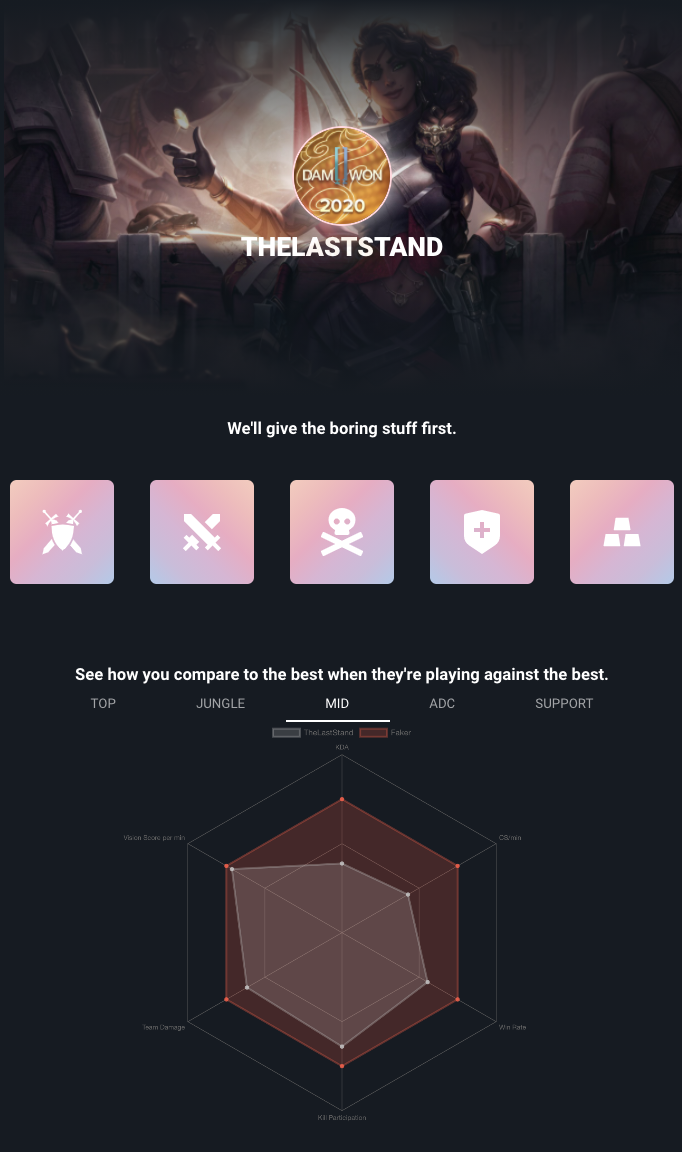 DAMWON
2020
THELASTSTAND
We'll give the boring stuff first.
See how you compare to the best when they're playing against the best.
TOP JUNGLE MID ADC SUPPORT
TheLastStand Faker
KDA
Vision Score per min CS/min
Team Damage Win Rate
Kill Participation